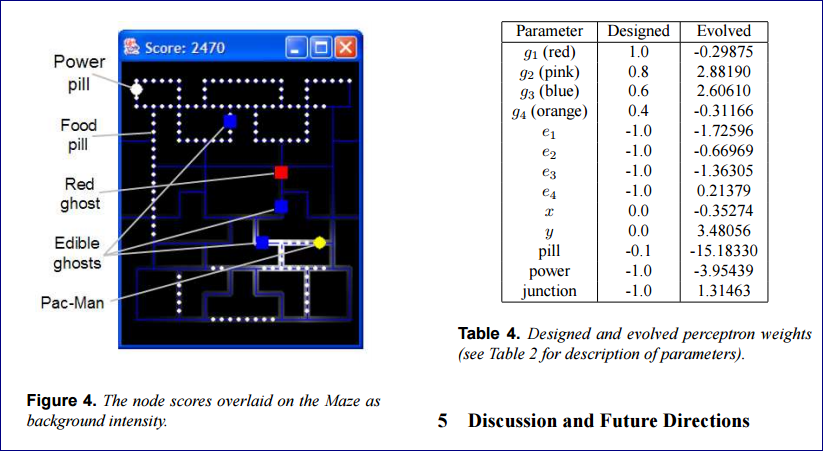 Score: 2470
Power
pill
Food
pill
Red
ghost
Edible
ghosts
Pac-Man
Figure 4. The node scores overlaid on the Maze as
background intensity.
Parameter Designed Evolved
g1 (red) 1.0 -0.29875
g2 (pink) 0.8 2.88190
g3 (blue) 0.6 2.60610
g4 (orange) 0.4 -0.31166
e1 -1.0 -1.72596
e2 -1.0 -0.66969
e3 -1.0 -1.36305
e4 -1.0 0.21379
x 0.0 -0.35274
y 0.0 3.48056
pill -0.1 -15.18330
power -1.0 -3.95439
junction -1.0 1.31463
Table 4. Designed and evolved perceptron weights
(see Table 2 for description of parameters).
5 Discussion and Future Directions